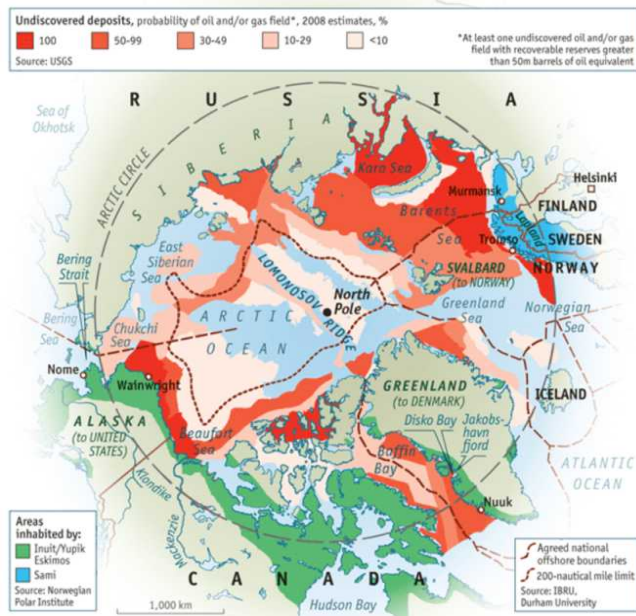 Undiscovered deposits, probability of oil and/or gas field*, 2008 estimates, %
100
50-99
30-49
10-29
<10
*At least one undiscovered oil and/or gas
field with recoverable reserves greater
than 50m barrels of oil equivalent
Source: USGS
R U S S I A
Sea of
Okhotsk
SIBERIA
ARCTIC CIRCLE
Kara Sea
Murmansk
Helsinki
FINLAND
Barents
Sea
Lapland
Tromso
SWEDEN
NORWAY
East
Siberian
Sea
Bering
Strait
LOMONOSOV RIDGE
SVALBARD
(to NORWAY)
North
Pole
Greenland
Sea
Norwegian
Sea
ARCTIC
OCEAN
Bering
Sea
Chukchi
Sea
Nome
Wainwright
GREENLAND
(to DENMARK)
ICELAND
ALASKA
(to UNITED
STATES)
Beaufort
Sea
Disko Bay
Jakobs-
havn
fjord
Baffin
Bay
ATLANTIC
OCEAN
Klondike
Mackenzie
Nuuk
Areas
inhabited by:
Inuit/Yupik
Eskimos
Sami
Source: Norwegian
Polar Institute
Agreed national
offshore boundaries
200-nautical mile limit
Source: IBRU,
Durham University
C A N A D A
1,000 km
Hudson Bay